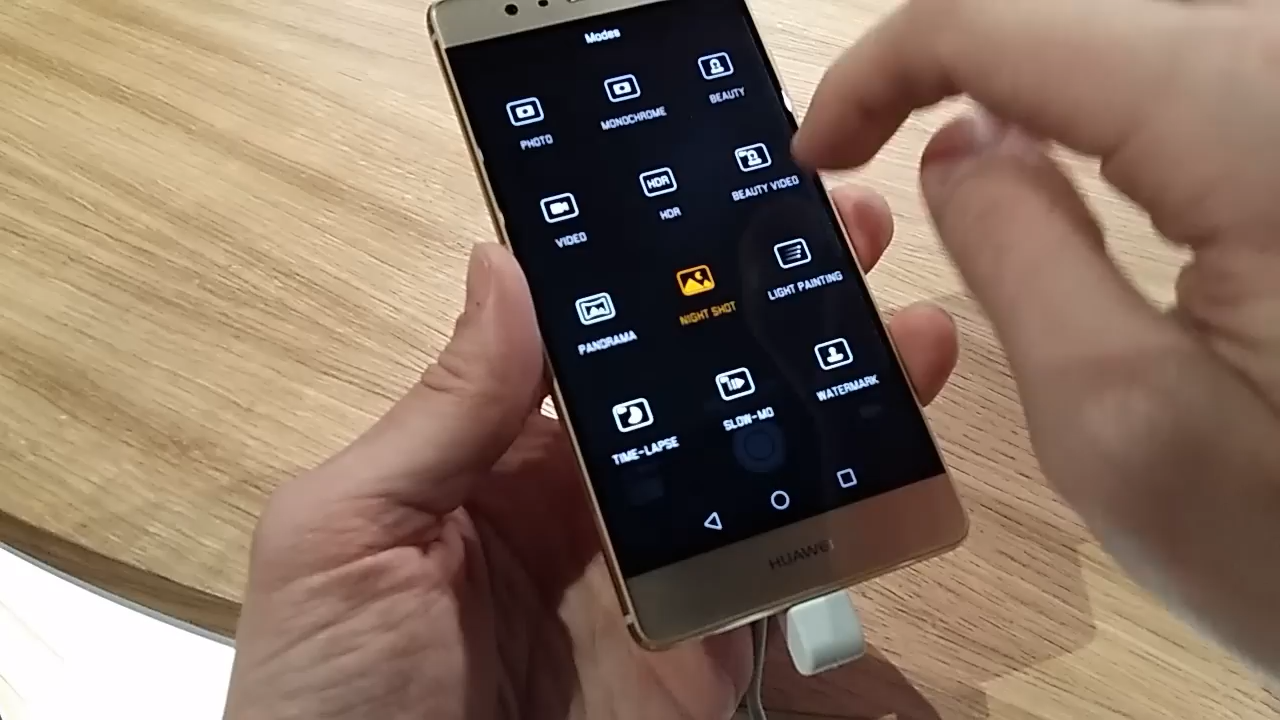 Modes
PHOTO
MONOCHROME
BEAUTY
VIDEO
HDR
HDR
BEAUTY VIDEO
PANORAMA
NIGHT SHOT
LIGHT PAINTING
TIME-LAPSE
SLOW-MO
WATERMARK
HUAWEI